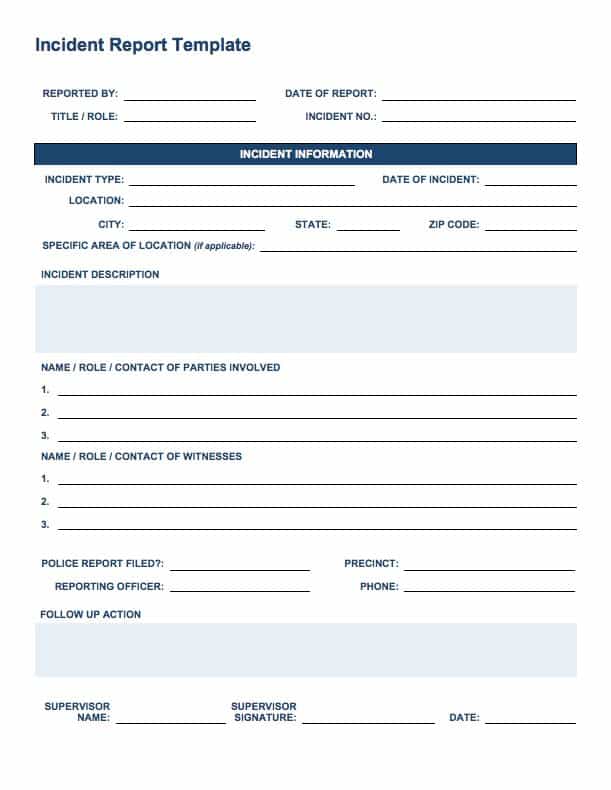 Incident Report Template
REPORTED BY: DATE OF REPORT:
TITLE / ROLE: INCIDENT NO.:
INCIDENT INFORMATION
INCIDENT TYPE: DATE OF INCIDENT:
LOCATION:
CITY: STATE: ZIP CODE:
SPECIFIC AREA OF LOCATION (if applicable):
INCIDENT DESCRIPTION
NAME / ROLE / CONTACT OF PARTIES INVOLVED
1.
2.
3.
NAME / ROLE / CONTACT OF WITNESSES
1.
2.
3.
POLICE REPORT FILED?: PRECINCT:
REPORTING OFFICER: PHONE:
FOLLOW UP ACTION
SUPERVISOR NAME: SUPERVISOR SIGNATURE: DATE: